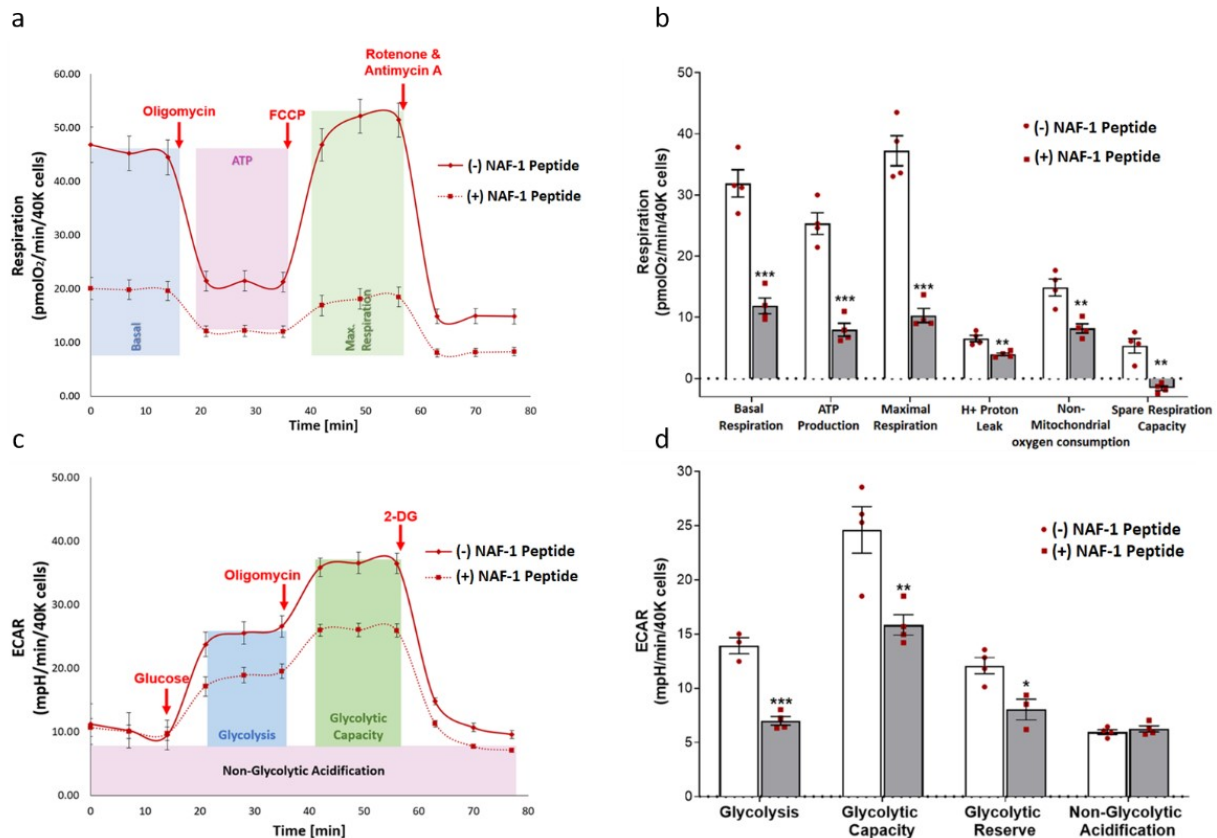 a
60.00
50.00
40.00
30.00
20.00
10.00
0.00
Respiration
(pmolO₂/min/40K cells)
Oligomycin
FCCP
Rotenone &
Antimycin A
ATP
Basal
Max.
Respiration
(-) NAF-1 Peptide
(+) NAF-1 Peptide
0 10 20 30 40 50 60 70 80
Time [min]
b
50
40
30
20
10
0
Respiration
(pmolO₂/min/40K cells)
(-) NAF-1 Peptide
(+) NAF-1 Peptide
*** *** *** ** ** **
Basal
Respiration
ATP
Production
Maximal
Respiration
H+ Proton
Leak
Non-
Mitochondrial
oxygen consumption
Spare Respiration
Capacity
c
50.00
40.00
30.00
20.00
10.00
0.00
ECAR
(mpH/min/40K cells)
Glucose
Oligomycin
2-DG
Glycolysis
Glycolytic
Capacity
Non-Glycolytic Acidification
(-) NAF-1 Peptide
(+) NAF-1 Peptide
0 10 20 30 40 50 60 70 80
Time [min]
d
30
25
20
15
10
5
0
ECAR
(mpH/min/40K cells)
(-) NAF-1 Peptide
(+) NAF-1 Peptide
*** ** *
Glycolysis
Glycolytic
Capacity
Glycolytic
Reserve
Non-Glycolytic
Acidification